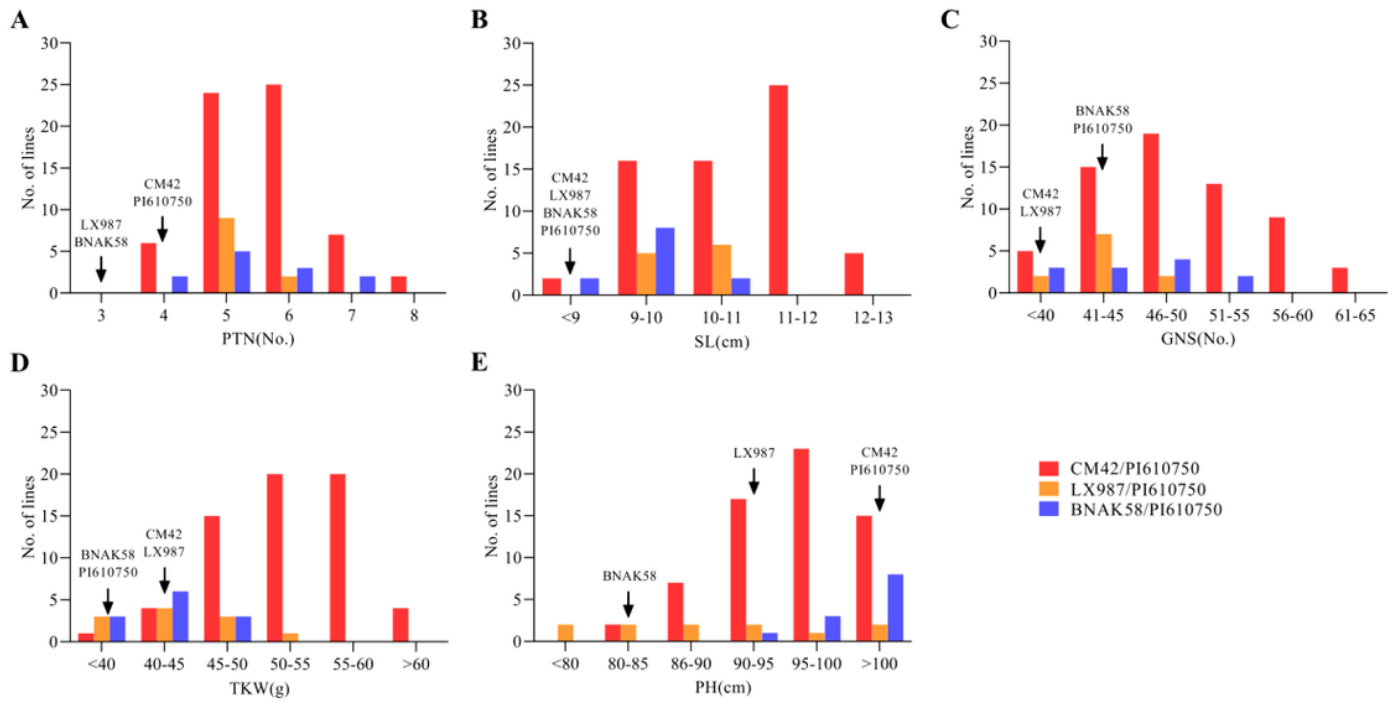 A
30
25
20
15
10
5
0
No. of lines
LX987
BNAK58
CM42
PI610750
3 4 5 6 7 8
PTN(No.)
B
30
25
20
15
10
5
0
No. of lines
CM42
LX987
BNAK58
PI610750
<9 9-10 10-11 11-12 12-13
SL(cm)
C
30
25
20
15
10
5
0
No. of lines
CM42
LX987
BNAK58
PI610750
<40 41-45 46-50 51-55 56-60 61-65
GNS(No.)
D
30
25
20
15
10
5
0
No. of lines
BNAK58
PI610750
CM42
LX987
<40 40-45 45-50 50-55 55-60 >60
TKW(g)
E
30
25
20
15
10
5
0
No. of lines
BNAK58
LX987
CM42
PI610750
<80 80-85 86-90 90-95 95-100 >100
PH(cm)
CM42/PI610750
LX987/PI610750
BNAK58/PI610750